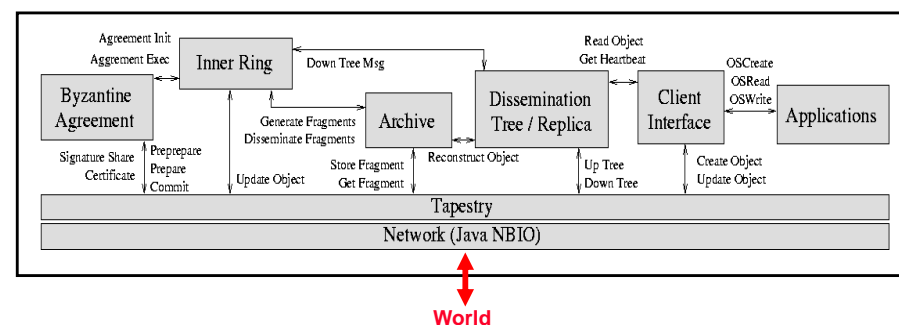 Agreement Init
Aggrement Exec
Inner Ring
Down Tree Msg
Read Object
Get Heartbeat
OSCreate
OSRead
OSWrite
Byzantine
Agreement
Generate Fragments
Disseminate Fragments
Archive
Dissemination
Tree / Replica
Client
Interface
Applications
Signature Share
Certificate
Preprepare
Prepare
Commit
Update Object
Store Fragment
Get Fragment
Reconstruct Object
Up Tree
Down Tree
Create Object
Update Object
Tapestry
Network (Java NBIO)
World